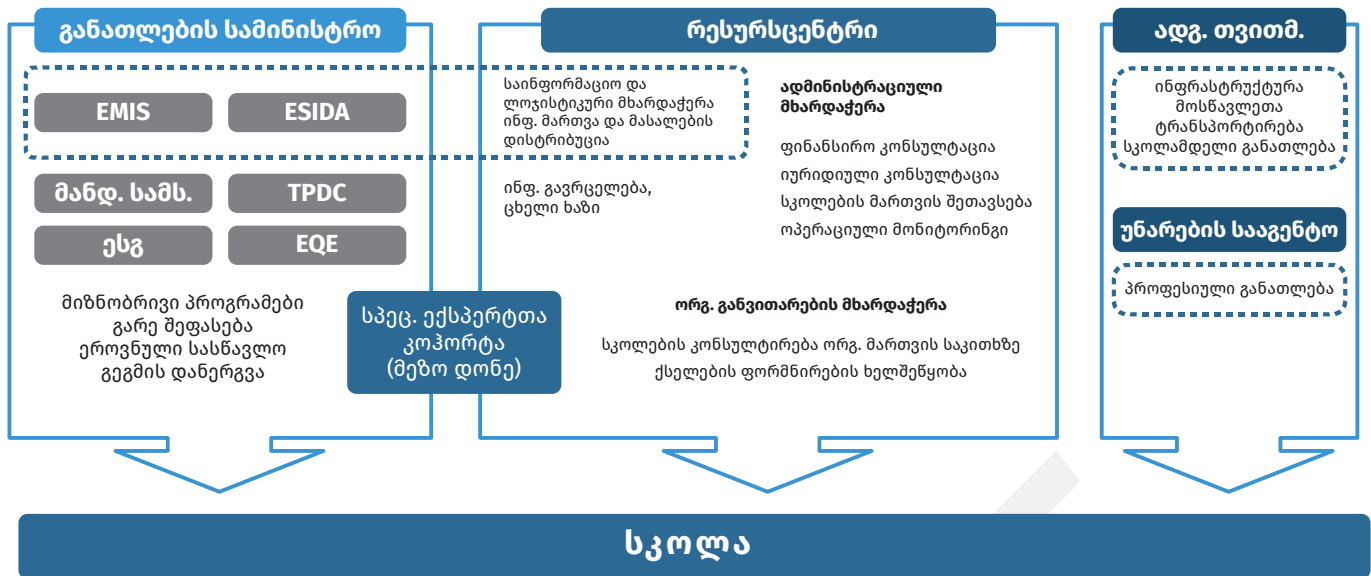 განათლების სამინისტრო
EMIS
ESIDA
მანდ. სამს.
TPDC
ესგ
EQE
მიზნობრივი პროგრამები
გარე შეფასება
ეროვნული სასწავლო
გეგმის დანერგვა
სპეც. ექსპერტთა
კოჰორტა
(მეზო დონე)
რესურსცენტრი
საინფორმაციო და
ლოჯისტიკური მხარდაჭერა
ინფ. მართვა და მასალების
დისტრიბუცია
ინფ. გავრცელება,
ცხელი ხაზი
ადმინისტრაციული
მხარდაჭერა
ფინანსირო კონსულტაცია
იურიდიული კონსულტაცია
სკოლების მართვის შეთავსება
ოპერაციული მონიტორინგი
ორგ. განვითარების მხარდაჭერა
სკოლების კონსულტირება ორგ. მართვის საკითხზე
ქსელების ფორმნირების ხელშეწყობა
ადგ. თვითმ.
ინფრასტრუქტურა
მოსწავლეთა
ტრანსპორტირება
სკოლამდელი განათლება
უნარების სააგენტო
პროფესიული განათლება
სკოლა